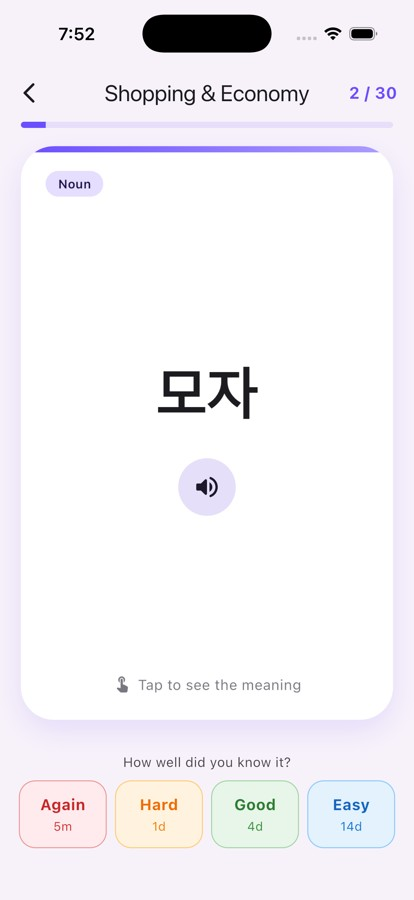 7:52
Shopping & Economy 2 / 30
Noun
모자
Tap to see the meaning
How well did you know it?
Again Hard Good Easy
5m 1d 4d 14d